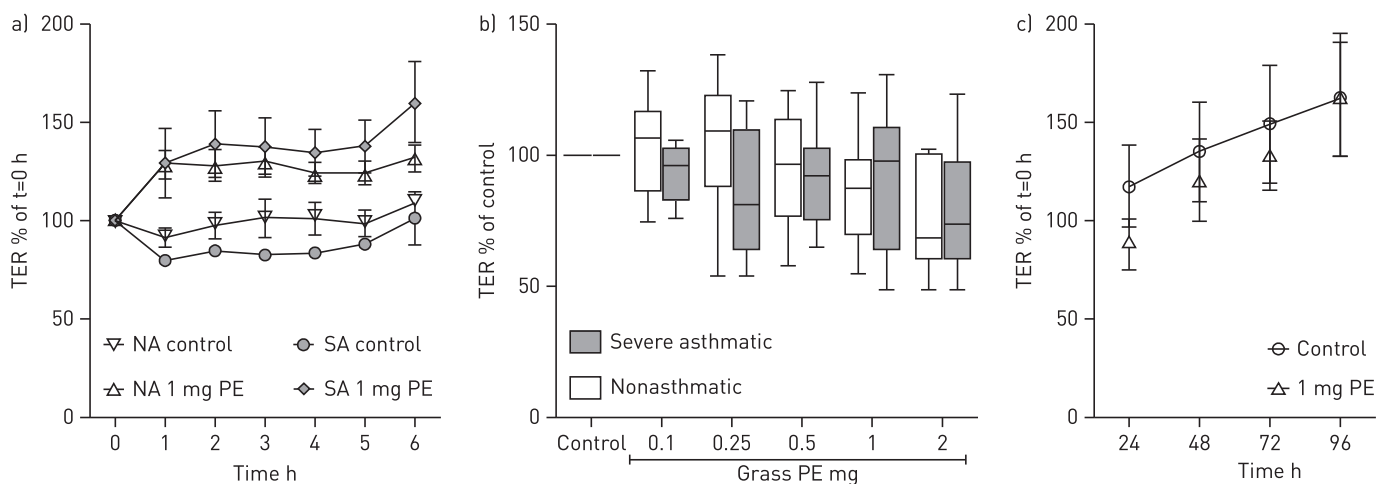 a)
200
150
100
50
0
TER % of t=0 h
NA control
SA control
NA 1 mg PE
SA 1 mg PE
0 1 2 3 4 5 6
Time h
b)
150
100
50
0
TER % of control
Severe asthmatic
Nonasthmatic
Control 0.1 0.25 0.5 1 2
Grass PE mg
c)
200
150
100
50
0
TER % of t=0 h
Control
1 mg PE
24 48 72 96
Time h